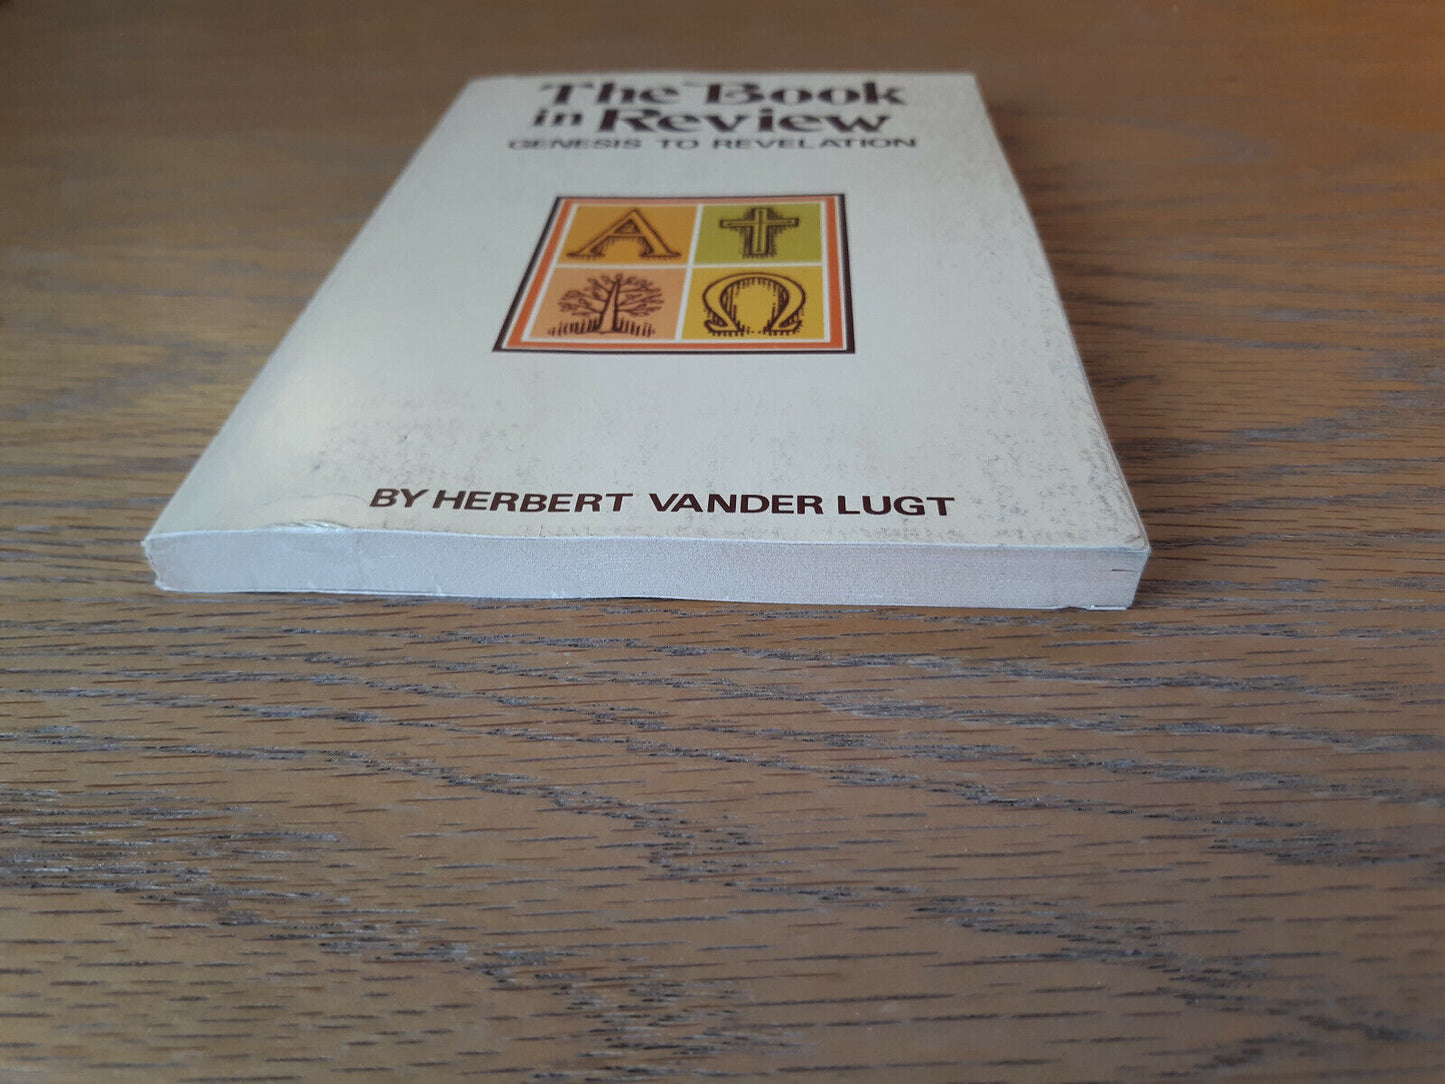 The Book
in Review
GENESIS TO REVELATION
A
Ω
BY HERBERT VANDER LUGT